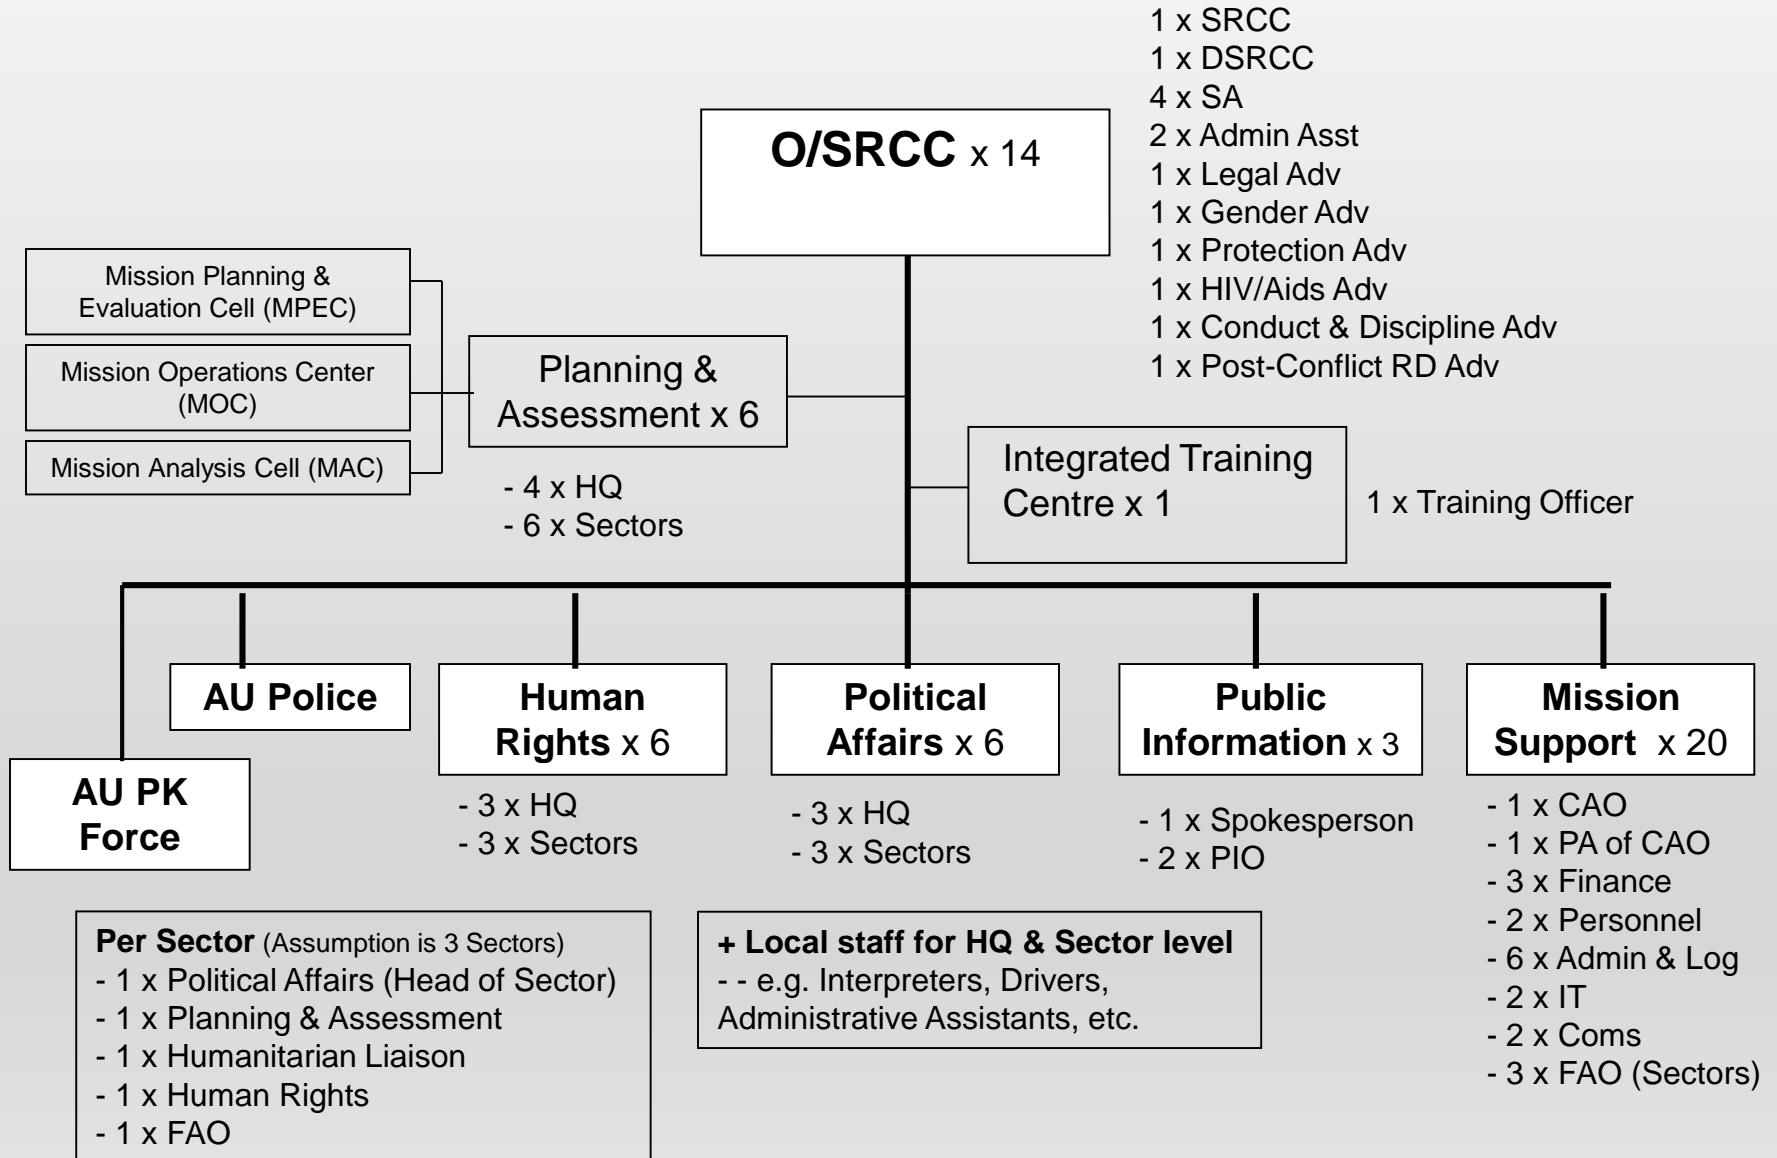 1 x SRCC
1 x DSRCC
4 x SA
2 x Admin Asst
1 x Legal Adv
1 x Gender Adv
1 x Protection Adv
1 x HIV/Aids Adv
1 x Conduct & Discipline Adv
1 x Post-Conflict RD Adv
O/SRCC x 14
Mission Planning &
Evaluation Cell (MPEC)
Mission Operations Center
(MOC)
Mission Analysis Cell (MAC)
Planning &
Assessment x 6
- 4 x HQ
- 6 x Sectors
Integrated Training
Centre x 1
1 x Training Officer
AU PK
Force
AU Police
Human
Rights x 6
- 3 x HQ
- 3 x Sectors
Political
Affairs x 6
- 3 x HQ
- 3 x Sectors
Public
Information x 3
- 1 x Spokesperson
- 2 x PIO
Mission
Support x 20
- 1 x CAO
- 1 x PA of CAO
- 3 x Finance
- 2 x Personnel
- 6 x Admin & Log
- 2 x IT
- 2 x Coms
- 3 x FAO (Sectors)
Per Sector (Assumption is 3 Sectors)
- 1 x Political Affairs (Head of Sector)
- 1 x Planning & Assessment
- 1 x Humanitarian Liaison
- 1 x Human Rights
- 1 x FAO
+ Local staff for HQ & Sector level
- - e.g. Interpreters, Drivers,
Administrative Assistants, etc.